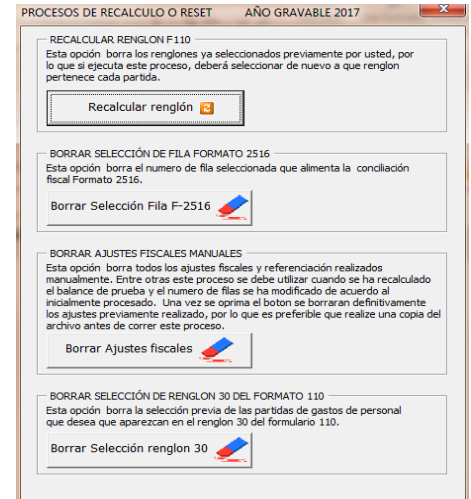 PROCESOS DE RECALCULO O RESET AÑO GRAVABLE 2017
RECALCULAR RENGLON F110
Esta opción borra los renglones ya seleccionados previamente por usted, por
lo que si ejecuta este proceso, deberá seleccionar de nuevo a que renglon
pertenece cada partida.
Recalcular renglón
BORRAR SELECCIÓN DE FILA FORMATO 2516
Esta opción borra el numero de fila seleccionada que alimenta la conciliación
fiscal Formato 2516.
Borrar Selección Fila F-2516
BORRAR AJUSTES FISCALES MANUALES
Esta opción borra todos los ajustes fiscales y referenciación realizados
manualmente. Entre otras este proceso se debe utilizar cuando se ha recalculado
el balance de prueba y el numero de filas se ha modificado de acuerdo al
inicialmente procesado. Una vez se oprima el boton se borraran definitivamente
los ajustes previamente realizado, por lo que es preferible que realize una copia del
archivo antes de correr este proceso.
Borrar Ajustes fiscales
BORRAR SELECCIÓN DE RENGLON 30 DEL FORMATO 110
Esta opción borra la selección previa de las partidas de gastos de personal
que desea que aparezcan en el renglon 30 del formulario 110.
Borrar Selección renglon 30